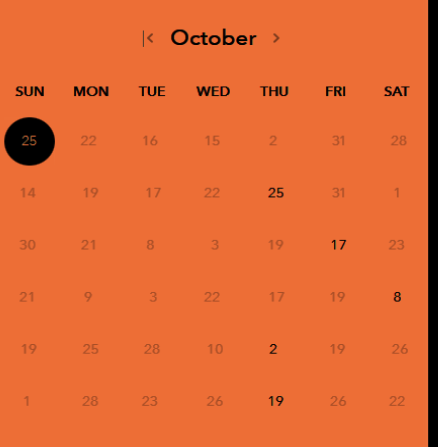 |< October >
SUN MON TUE WED THU FRI SAT
25 22 16 15 2 31 28
14 19 17 22 25 31 1
30 21 8 3 19 17 23
21 9 3 22 17 19 8
19 25 28 10 2 19 26
1 28 23 26 19 26 22